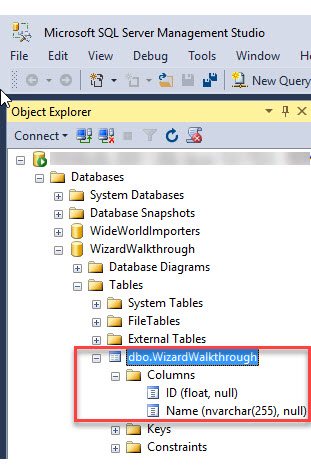 Microsoft SQL Server Management Studio
File Edit View Debug Tools Window H
New Query
Object Explorer
Connect
Databases
System Databases
Database Snapshots
WideWorldImporters
WizardWalkthrough
Database Diagrams
Tables
System Tables
FileTables
External Tables
dbo.WizardWalkthrough
Columns
ID (float, null)
Name (nvarchar(255), null)
Keys
Constraints